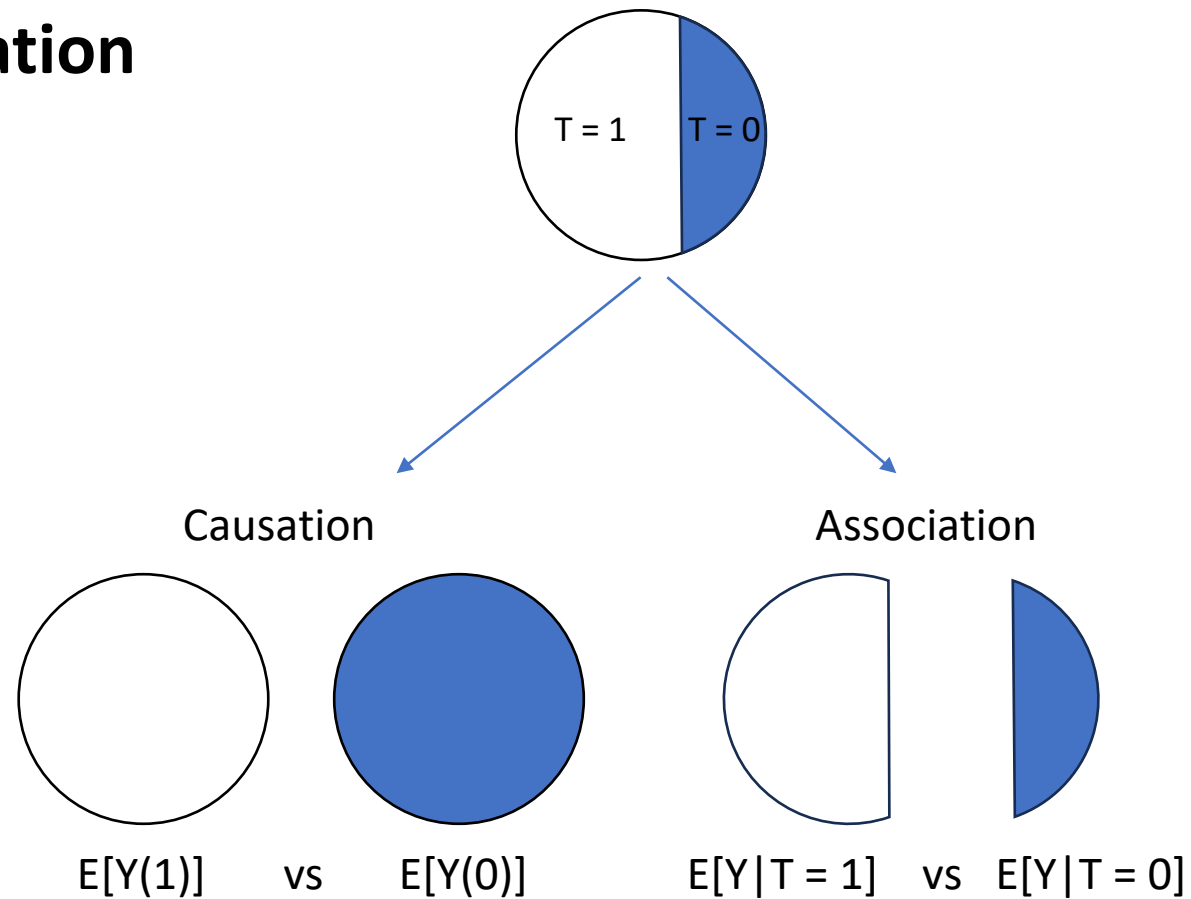 ation
T = 1
T = 0
Causation
Association
E[Y(1)] vs E[Y(0)]
E[Y|T = 1] vs E[Y|T = 0]